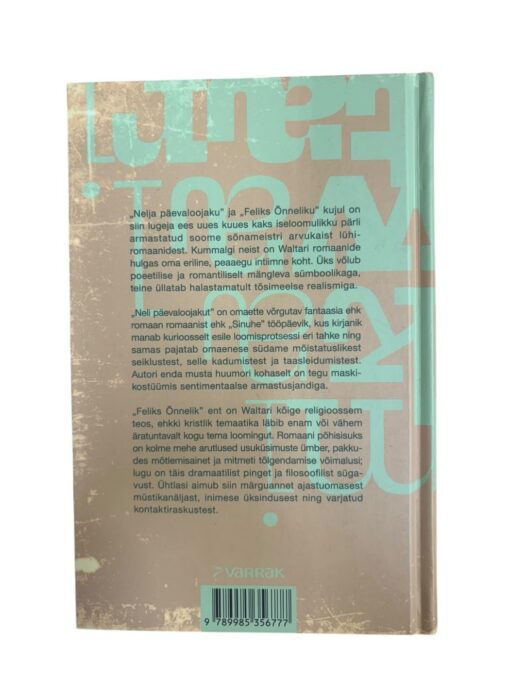 „Nelja päevaloojaku” ja „Feliks Õnneliku” kujul on
siin lugeja ees uues kuues kaks iseloomulikku pärli
armastatud soome sõnameistri arvukaist lühi-
romaanidest. Kummalgi neist on Waltari romaanide
hulgas oma eriline, peaaegu intiimne koht. Üks võlub
poeetilise ja romantiliselt mängleva sümboolikaga,
teine üllatab halastamatult tõsimeelse realismiga.
„Neli päevaloojakut” on omaette võrgutav fantaasia ehk
romaan romaanist ehk „Sinuhe” tööpäevik, kus kirjanik
manab kurioosselt esile loomisprotsessi eri tahke ning
samas pajatab omaenese südame mõistatuslikest
seiklustest, selle kadumistest ja taasleidumistest.
Autori enda musta huumori kohaselt on tegu maski-
kostüümis sentimentaalse armastusjandiga.
„Feliks Õnnelik” ent on Waltari kõige religioossem
teos, ehkki kristlik temaatika läbib enam või vähem
äratuntavalt kogu tema loomingut. Romaani põhisisuks
on kolme mehe arutlused usuküsimuste ümber, pakku-
des mõtlemisainet ja mitmeti tõlgendamise võimalusi;
lugu on täis dramaatilist pinget ja filosoofilist süga-
vust. Ühtlasi aimub siin märguannet ajastuomasest
müstikanäljast, inimese üksindusest ning varjatud
kontaktiraskustest.
VARRAK
9 789985 356777